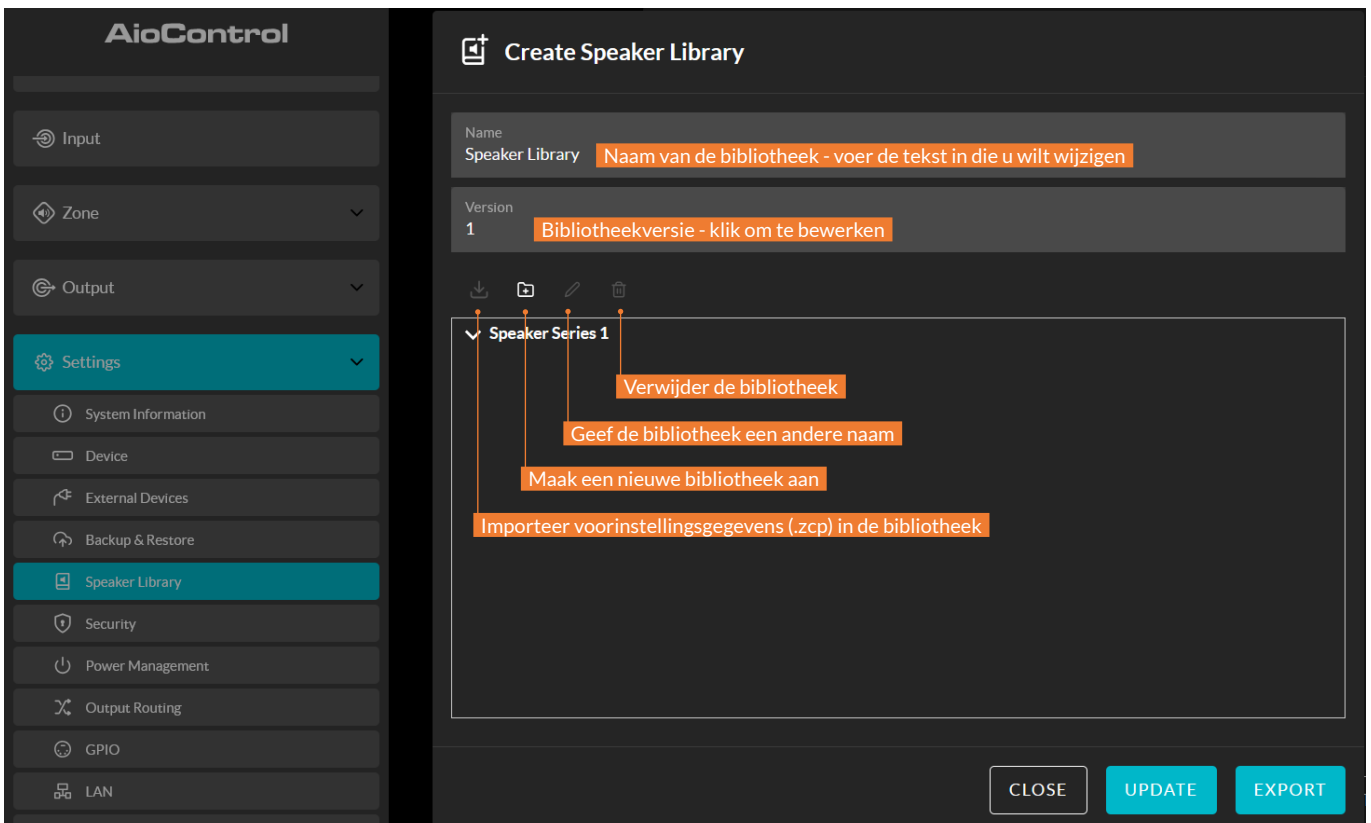 AioControl
Input
Zone
Output
Settings
System Information
Device
External Devices
Backup & Restore
Speaker Library
Security
Power Management
Output Routing
GPIO
LAN
Create Speaker Library
Name
Speaker Library Naam van de bibliotheek - voer de tekst in die u wilt wijzigen
Version
1 Bibliotheekversie - klik om te bewerken
Speaker Series 1
Verwijder de bibliotheek
Geef de bibliotheek een andere naam
Maak een nieuwe bibliotheek aan
Importeer voorinstellingsgegevens (.zcp) in de bibliotheek
CLOSE UPDATE EXPORT